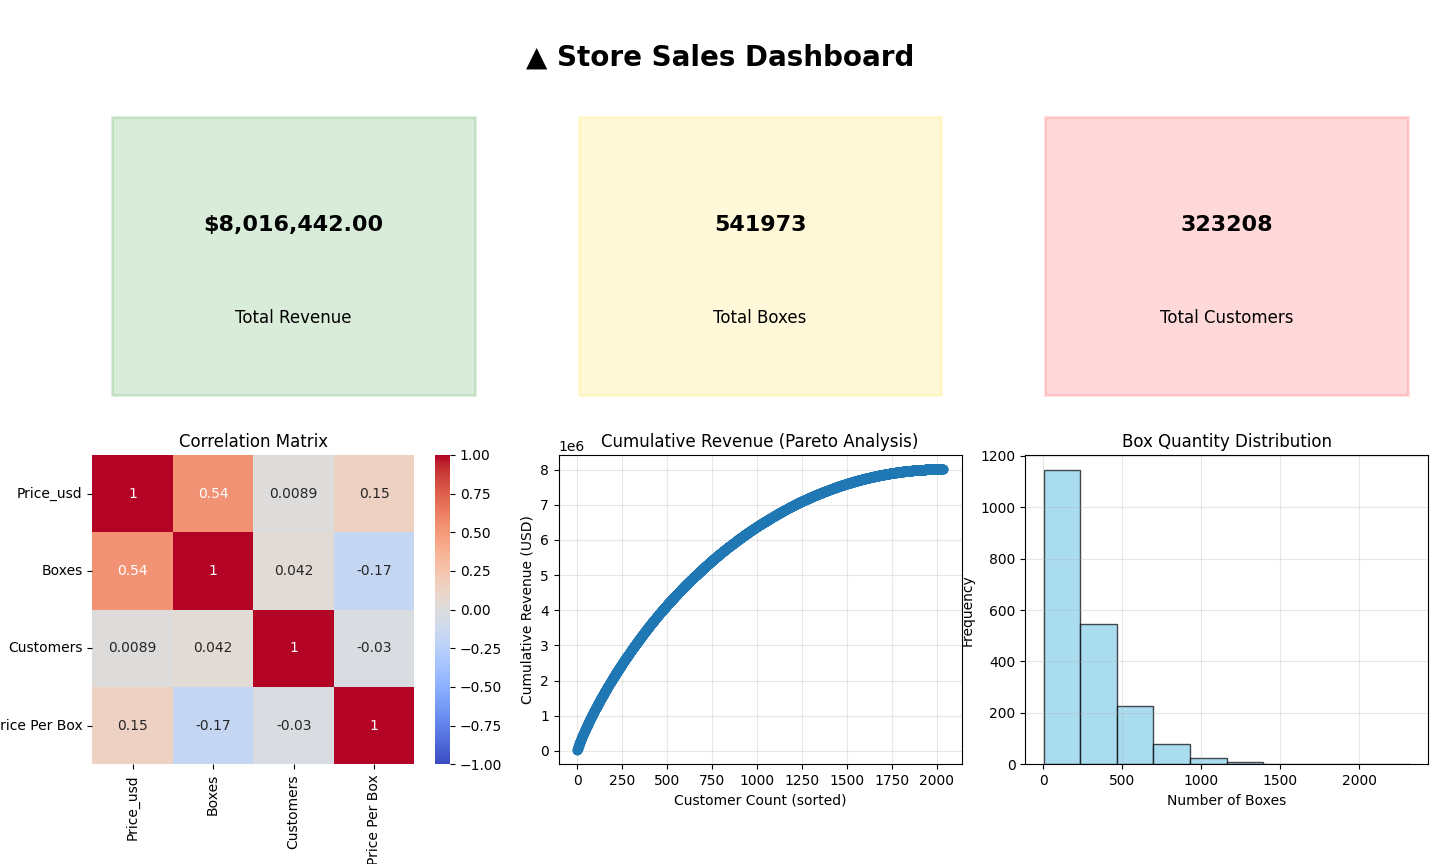 ▲ Store Sales Dashboard
$8,016,442.00
Total Revenue
541973
Total Boxes
323208
Total Customers
Correlation Matrix
Price_usd
Boxes
Customers
rice Per Box
1
0.54
0.0089
0.15
0.54
1
0.042
-0.17
0.0089
0.042
1
-0.03
0.15
-0.17
-0.03
1
Price_usd
Boxes
Customers
Price Per Box
1.00
0.75
0.50
0.25
0.00
−0.25
−0.50
−0.75
−1.00
Cumulative Revenue (Pareto Analysis)
1e6
Cumulative Revenue (USD)
8
7
6
5
4
3
2
1
0
0
250
500
750
1000
1250
1500
1750
2000
Customer Count (sorted)
Box Quantity Distribution
Frequency
1200
1000
800
600
400
200
0
0
500
1000
1500
2000
Number of Boxes